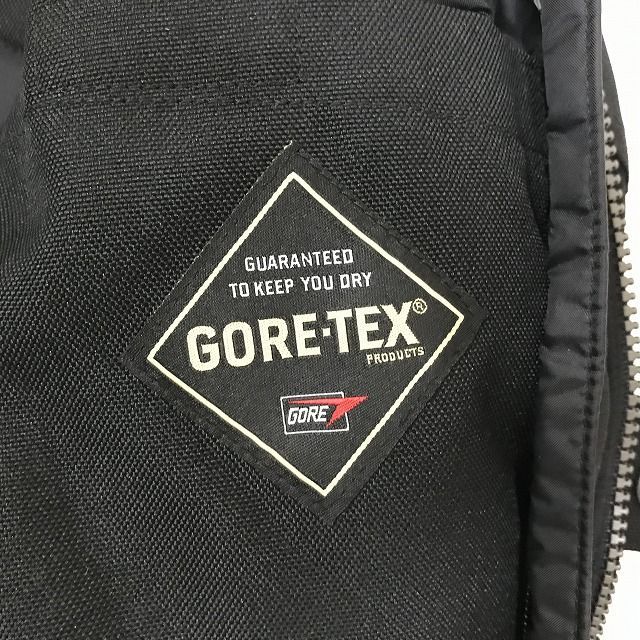 GUARANTEED
TO KEEP YOU DRY
GORE-TEX®
PRODUCTS
GORE